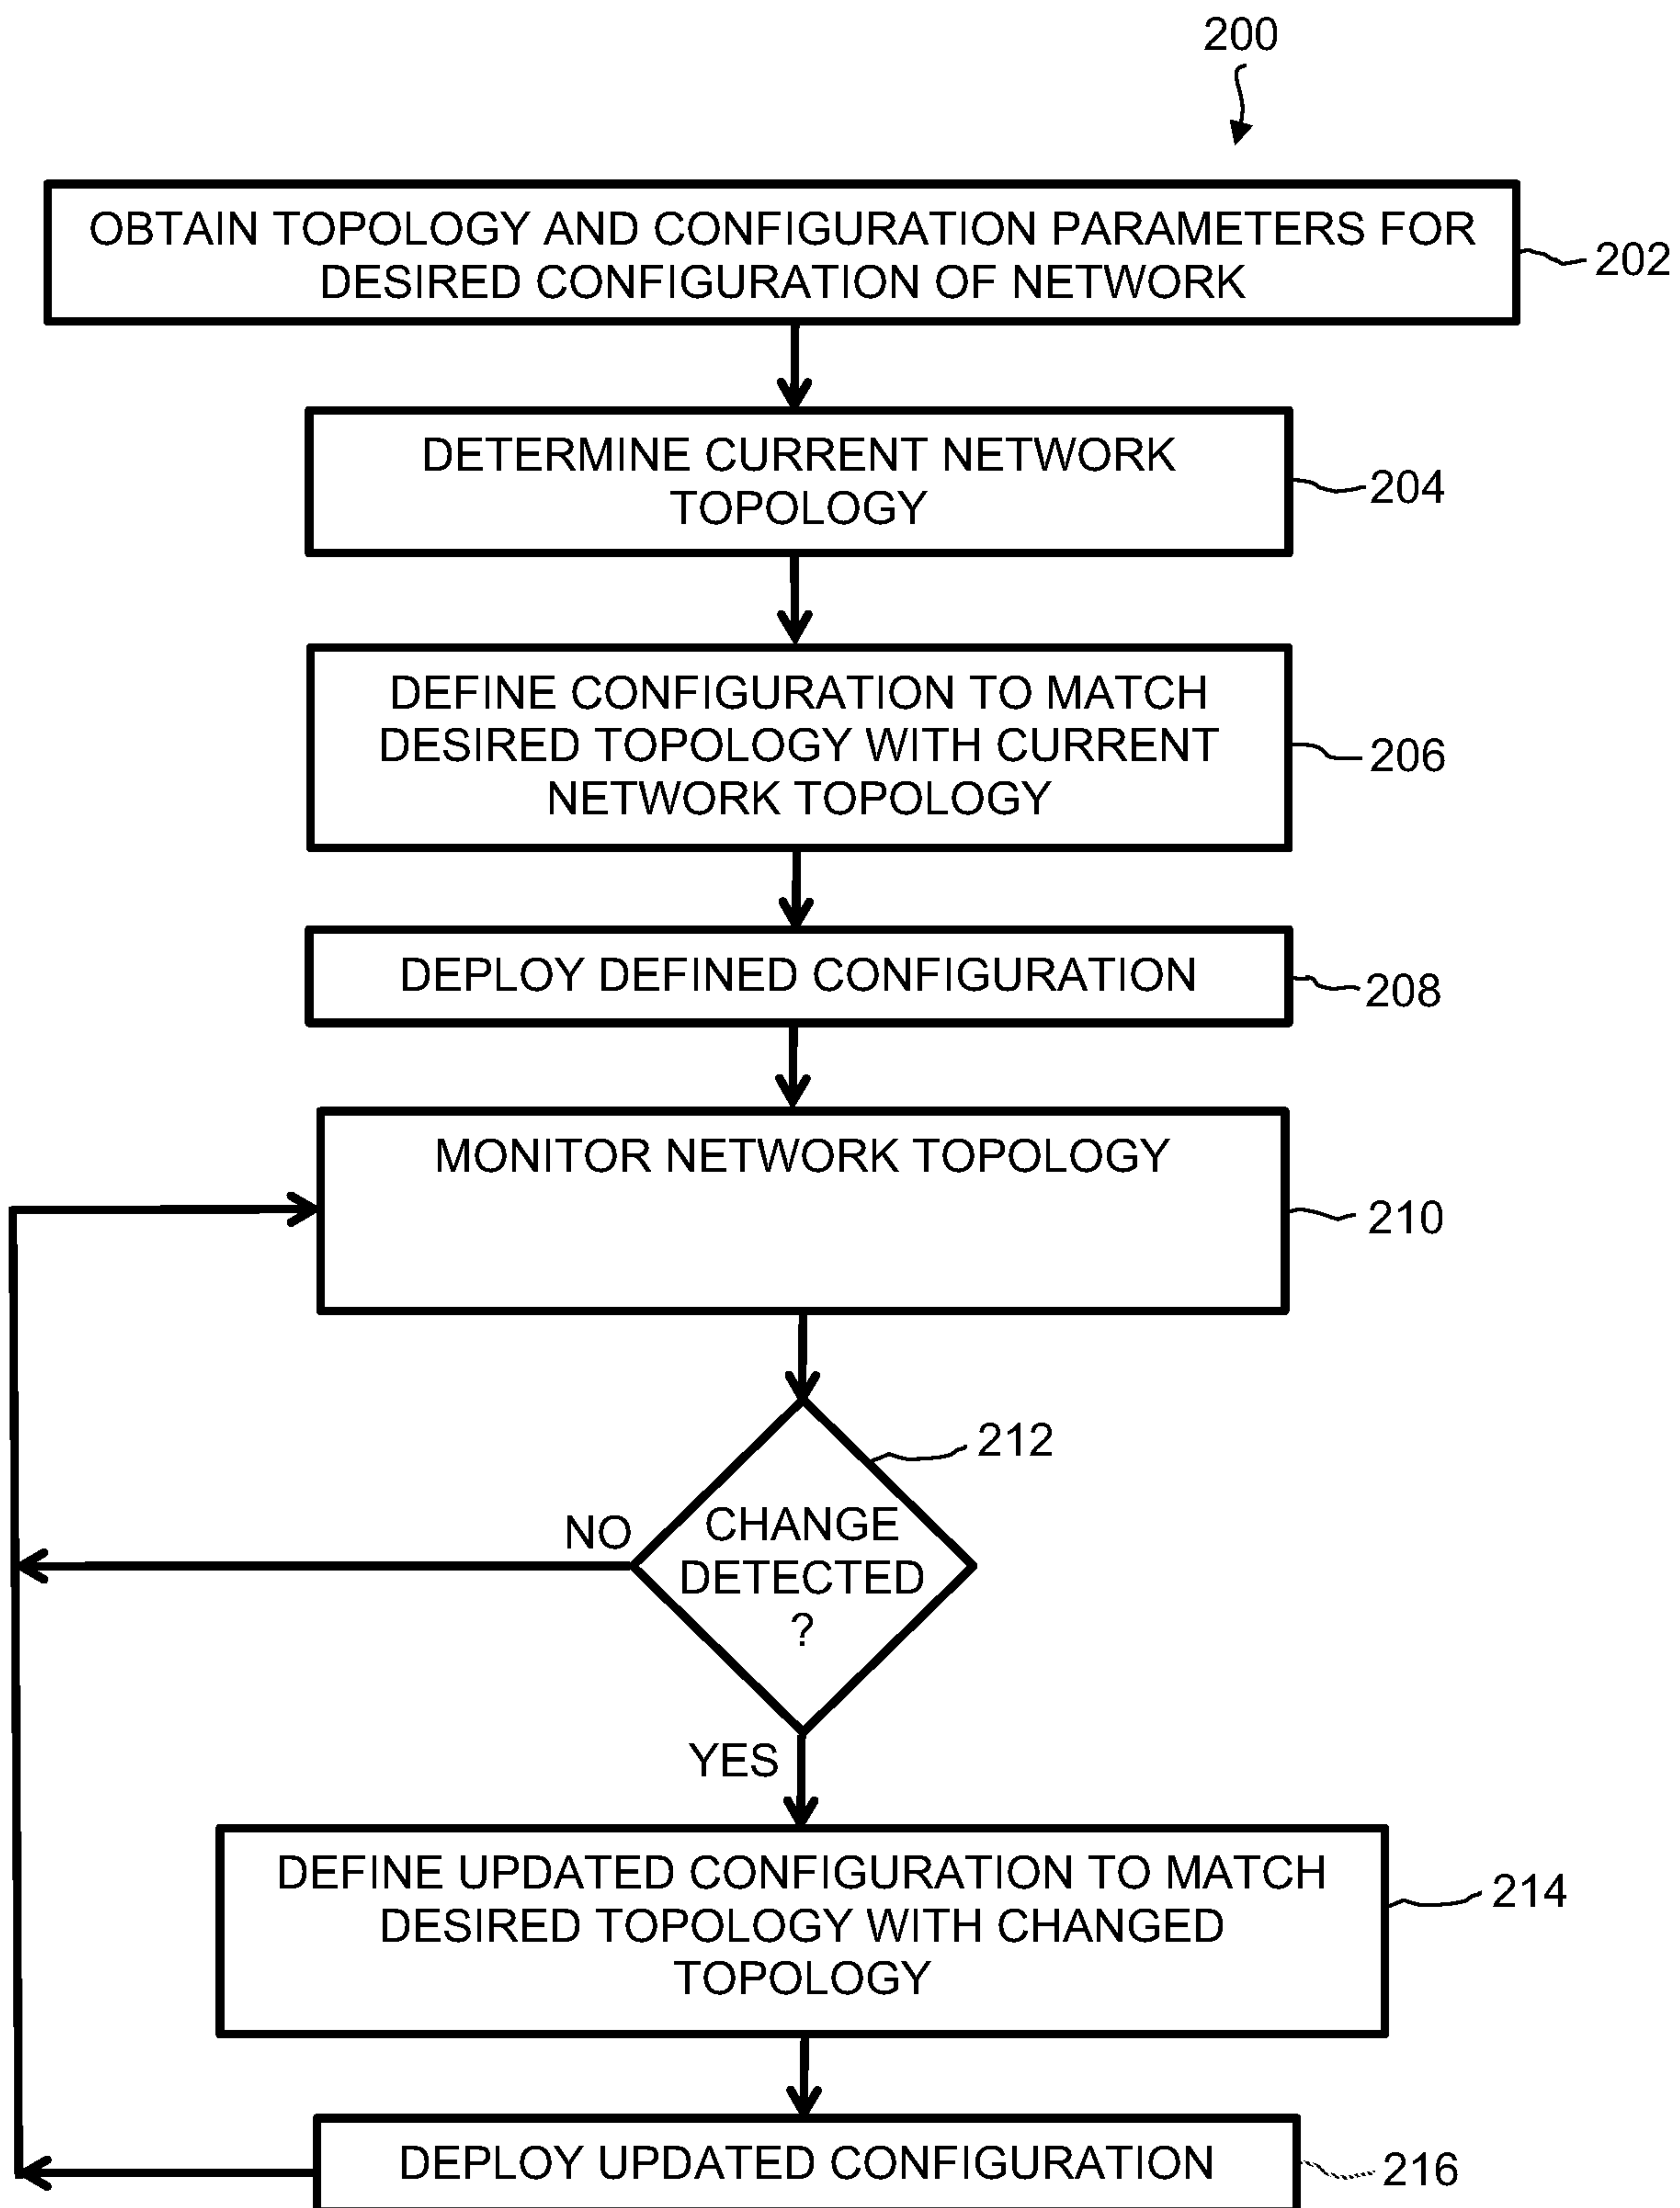 200
OBTAIN TOPOLOGY AND CONFIGURATION PARAMETERS FOR
DESIRED CONFIGURATION OF NETWORK
202
DETERMINE CURRENT NETWORK
TOPOLOGY
204
DEFINE CONFIGURATION TO MATCH
DESIRED TOPOLOGY WITH CURRENT
NETWORK TOPOLOGY
206
DEPLOY DEFINED CONFIGURATION
208
MONITOR NETWORK TOPOLOGY
210
212
NO
CHANGE
DETECTED
?
YES
DEFINE UPDATED CONFIGURATION TO MATCH
DESIRED TOPOLOGY WITH CHANGED
TOPOLOGY
214
DEPLOY UPDATED CONFIGURATION
216